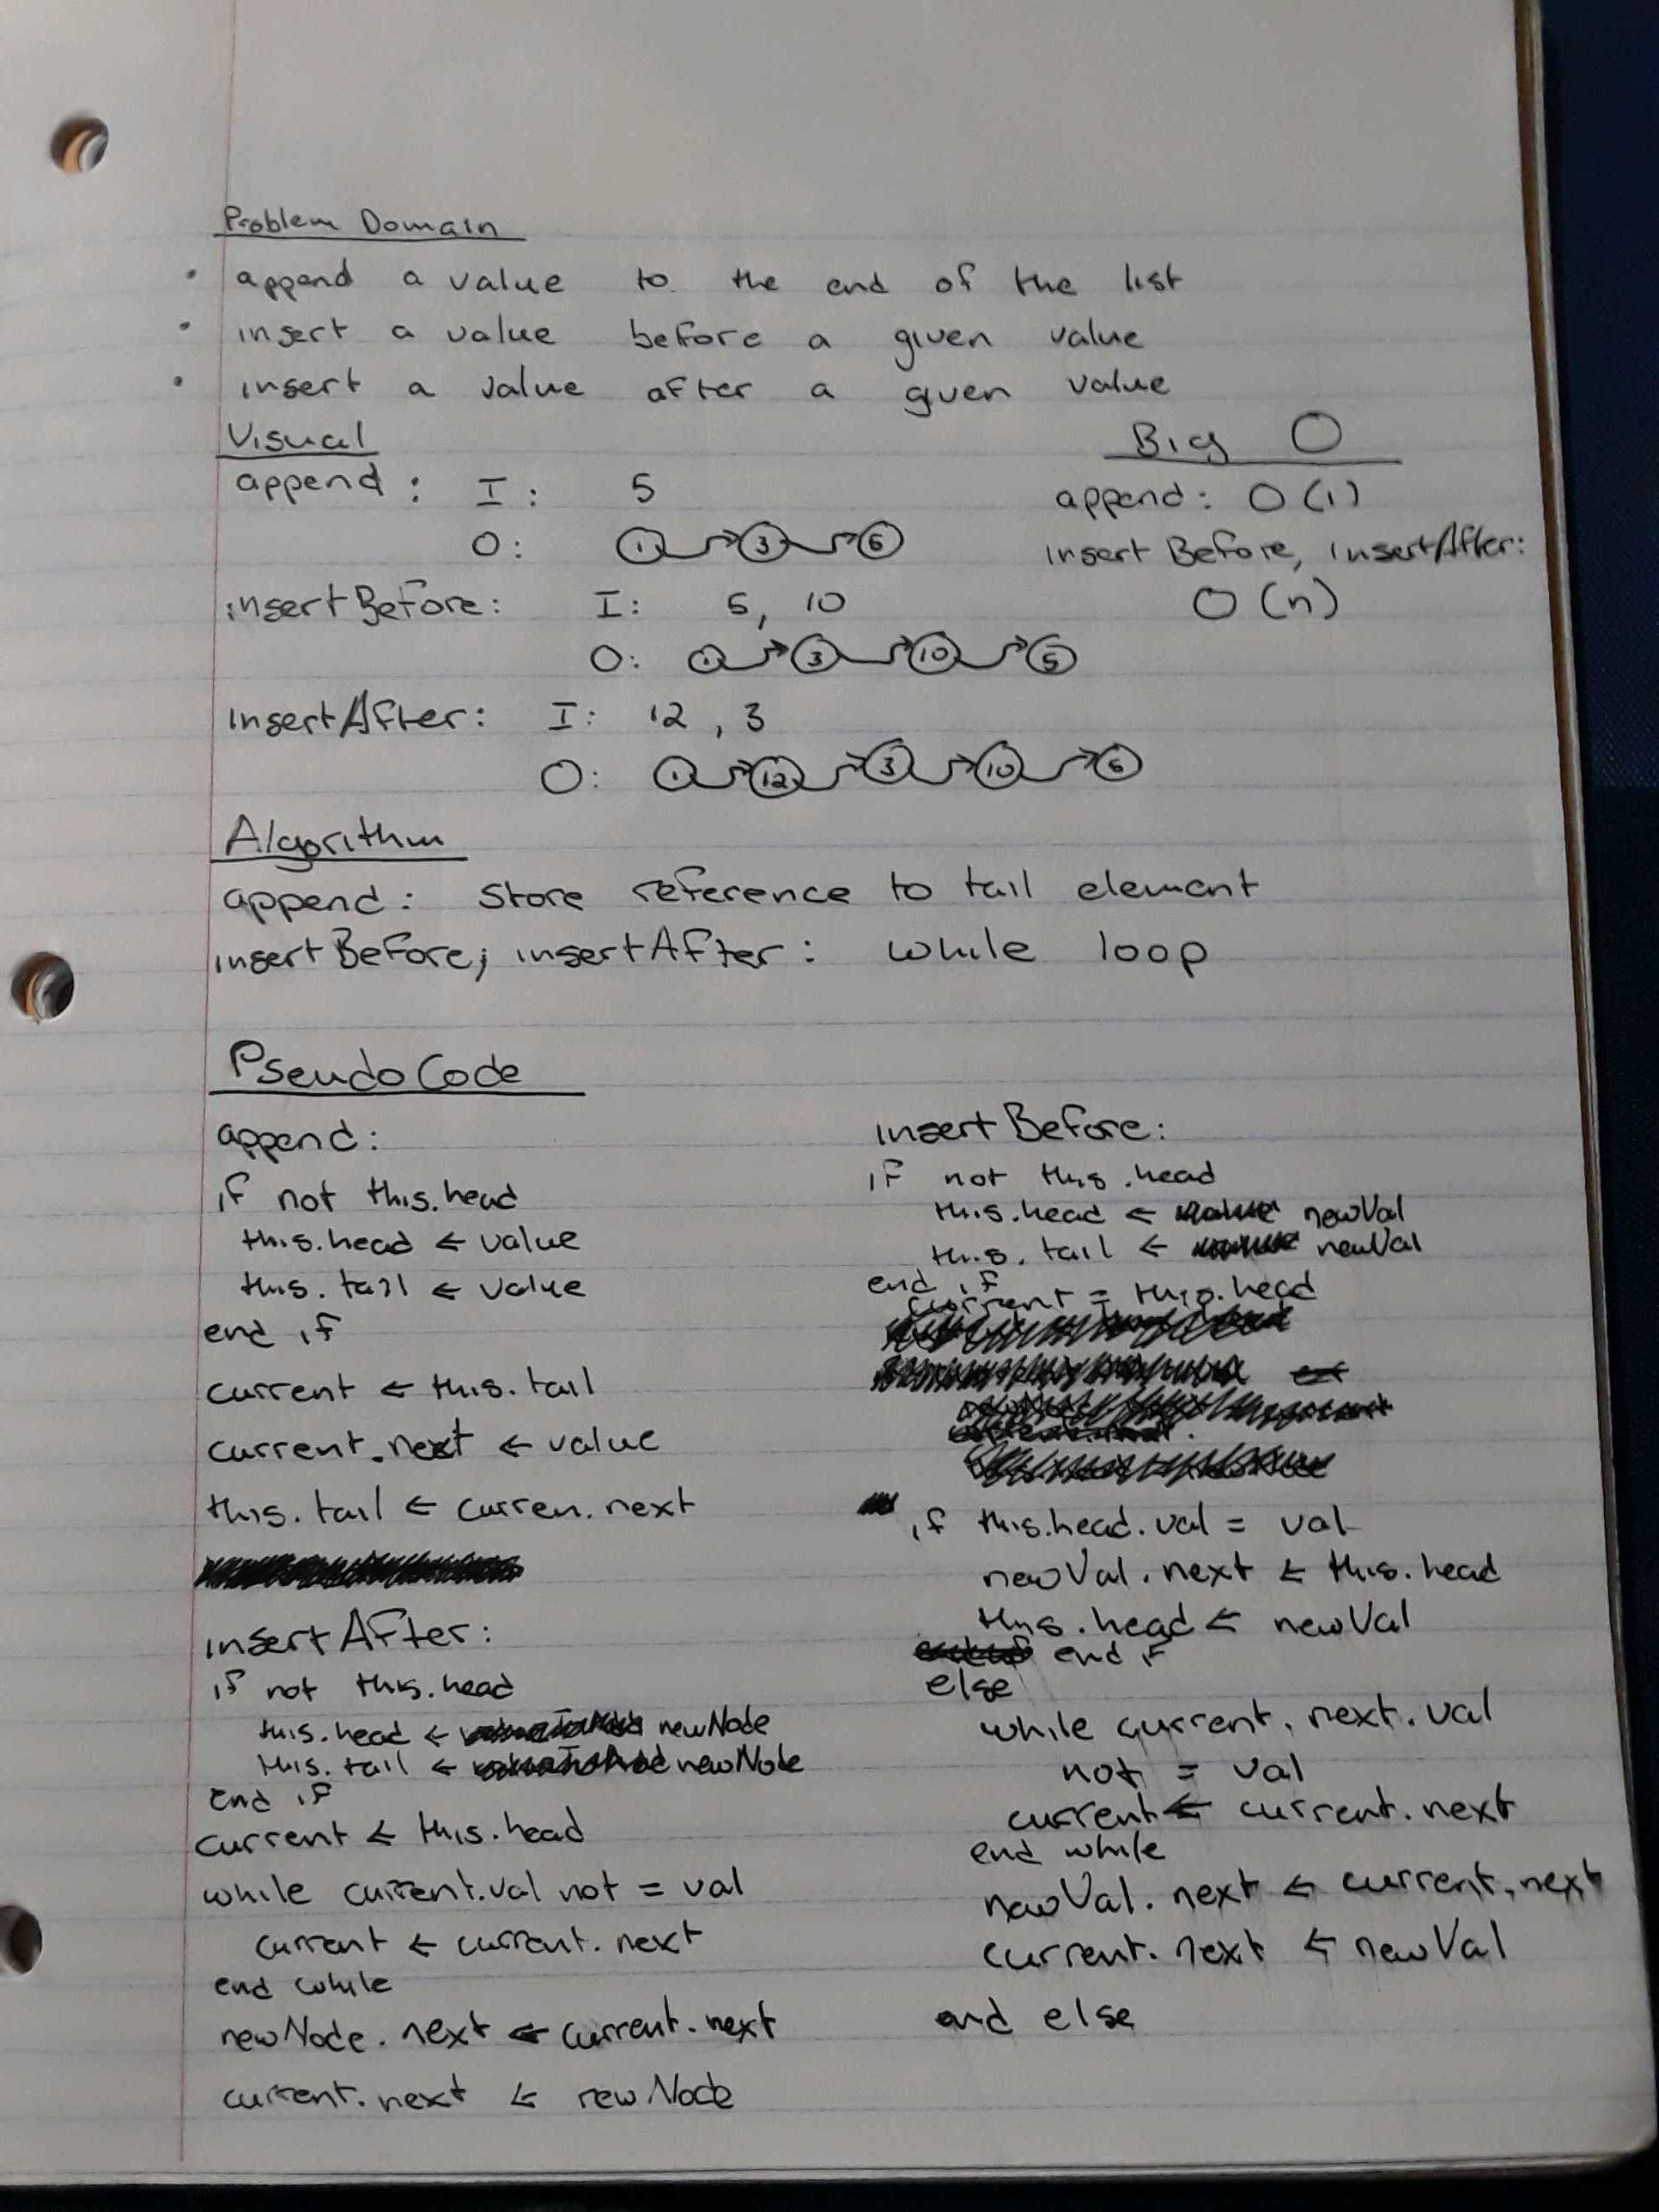 Problem Domain
• append a value to the end of the list
• insert a value before a given value
• insert a value after a given value
Visual
append: I: 5
O: 1 → 3 → 5
insertBefore: I: 5, 10
O: 1 → 3 → 10 → 5
insertAfter: I: 12, 3
O: 1 → 12 → 3 → 10 → 5
Big O
append: O(1)
insertBefore, insertAfter:
O(n)
Algorithm
append: store reference to tail element
insertBefore; insertAfter: while loop
PseudoCode
append:
if not this.head
this.head ← value
this.tail ← value
end if
current ← this.tail
current.next ← value
this.tail ← curren.next
insertAfter:
if not this.head
this.head ← newNode
this.tail ← newNode
end if
current ← this.head
while current.val not = val
current ← current.next
end while
newNode.next ← current.next
current.next ← newNode
insertBefore:
if not this.head
this.head ← newVal
this.tail ← newVal
end if
current = this.head
if this.head.val = val
newVal.next ← this.head
this.head ← newVal
end if
else
while current.next.val
not = val
current ← current.next
end while
newVal.next ← current.next
current.next ← newVal
end else